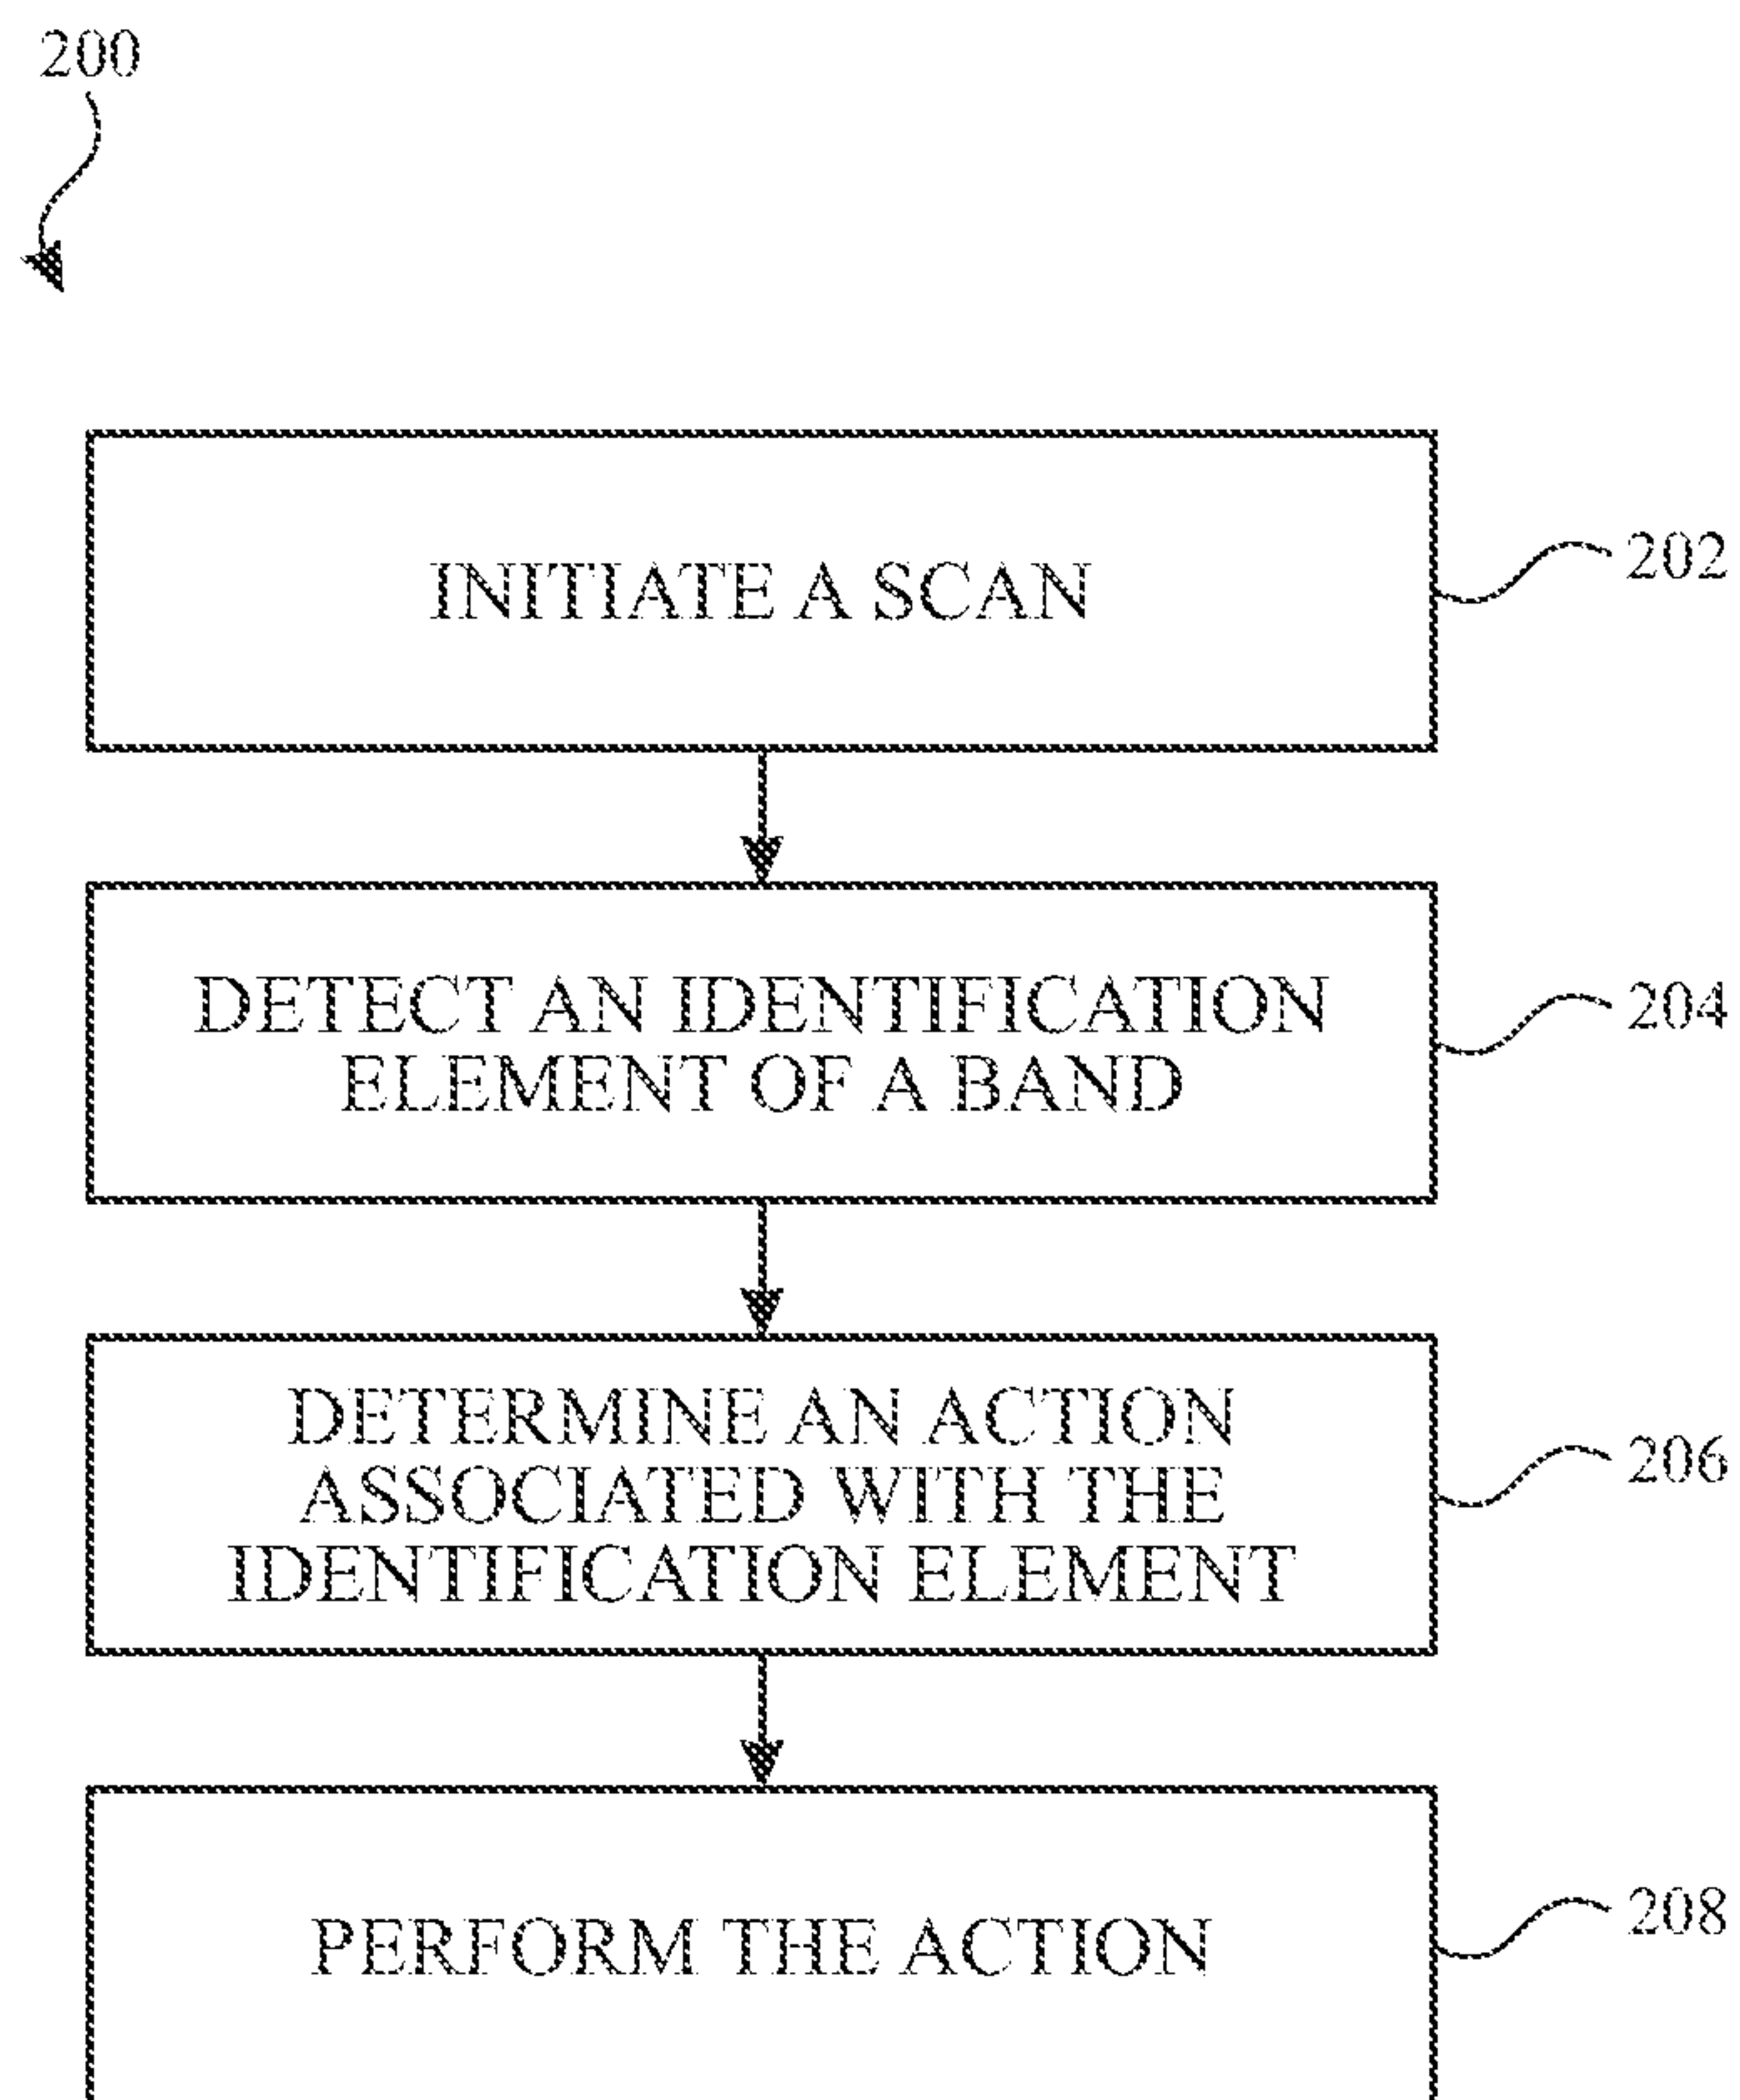 200
INITIATE A SCAN
202
DETECT AN IDENTIFICATION
ELEMENT OF A BAND
204
DETERMINE AN ACTION
ASSOCIATED WITH THE
IDENTIFICATION ELEMENT
206
PERFORM THE ACTION
208